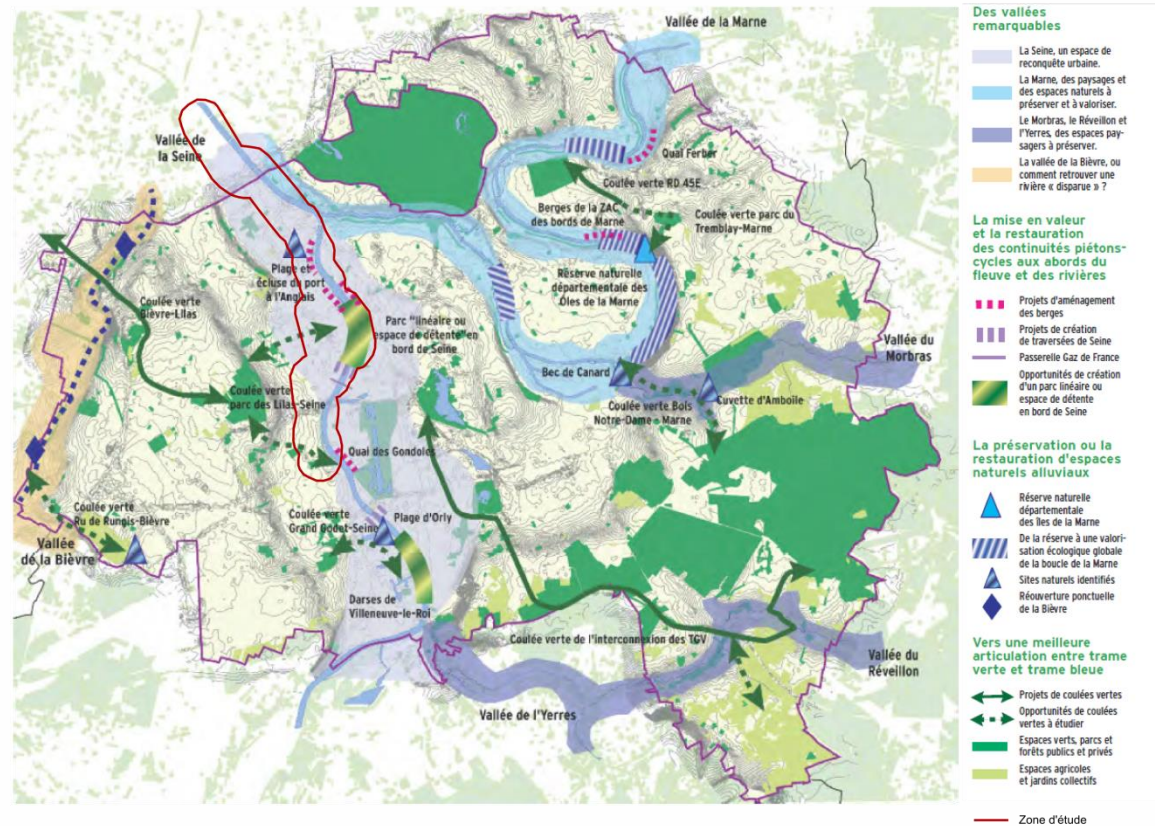 Vallée de la Marne
Vallée de
la Seine
Quai Ferber
Coulée verte RD 45E
Berges de la ZAC
des bords de Marne
Coulée verte parc du
Tremblay-Marne
Plage et
écluse du port
à l'Anglais
Réserve naturelle
départementale des
Ôles de la Marne
Coulée verte
Bièvre-Lilas
Parc "linéaire ou
espace de détente" en
bord de Seine
Vallée du
Morbras
Bec de Canard
Coulée verte
parc des Lilas-Seine
Cuvette d'Amboile
Coulée verte Bois
Notre-Dame - Marne
Quai des Gondoles
Coulée verte
Ru de Rungis-Bièvre
Coulée verte
Grand Godet-Seine
Plage d'Orly
Vallée
de la Bièvre
Darses de
Villeneuve-le-Roi
Coulée verte de l'interconnexion des TGV
Vallée du
Réveillon
Vallée de l'Yerres
Des vallées
remarquables
La Seine, un espace de
reconquête urbaine.
La Marne, des paysages et
des espaces naturels à
préserver et à valoriser.
Le Morbras, le Réveillon et
l'Yerres, des espaces pay-
sagers à préserver.
La vallée de la Bièvre, ou
comment retrouver une
rivière « disparue » ?
La mise en valeur
et la restauration
des continuités piétons-
cycles aux abords du
fleuve et des rivières
Projets d'aménagement
des berges
Projets de création
de traversées de Seine
Passerelle Gaz de France
Opportunités de création
d'un parc linéaire ou
espace de détente
en bord de Seine
La préservation ou la
restauration d'espaces
naturels alluviaux
Réserve naturelle
départementale
des îles de la Marne
De la réserve à une valori-
sation écologique globale
de la boucle de la Marne
Sites naturels identifiés
Réouverture ponctuelle
de la Bièvre
Vers une meilleure
articulation entre trame
verte et trame bleue
Projets de coulées vertes
Opportunités de coulées
vertes à étudier
Espaces verts, parcs et
forêts publics et privés
Espaces agricoles
et jardins collectifs
Zone d'étude